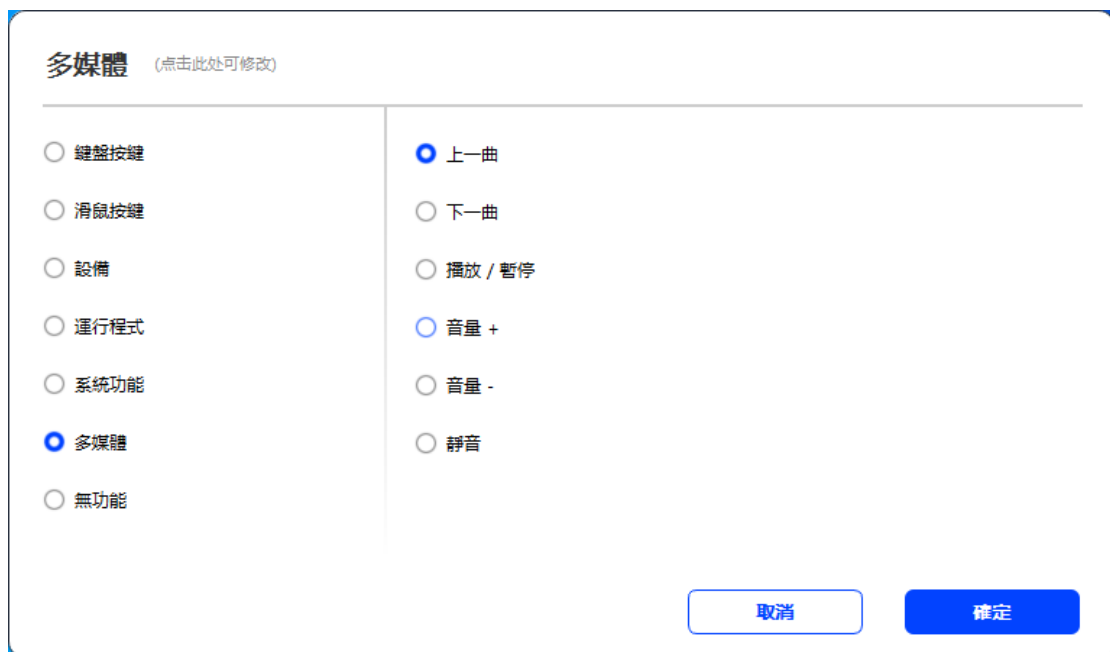 多媒體 (点击此处可修改)
鍵盤按鍵
滑鼠按鍵
設備
運行程式
系統功能
多媒體
無功能
上一曲
下一曲
播放 / 暫停
音量 +
音量 -
靜音
取消
確定